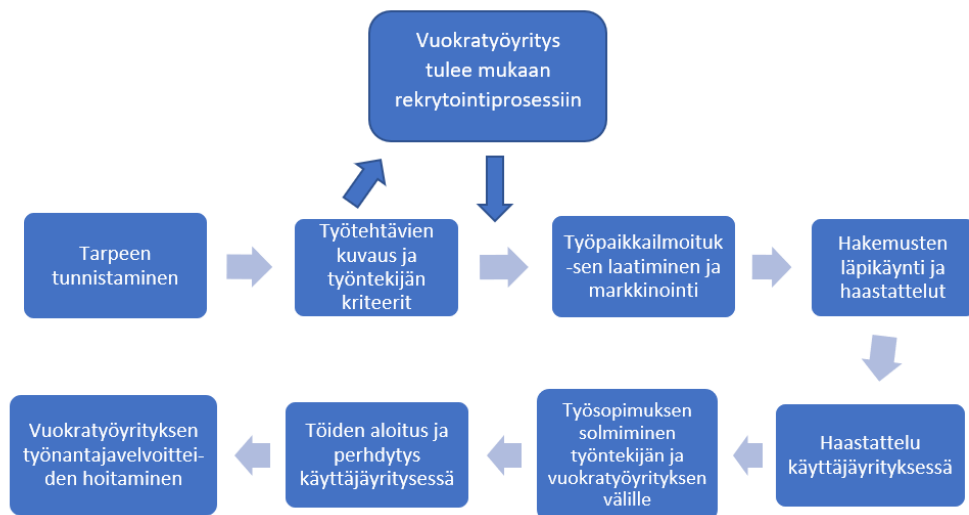 Vuokratyöyritys
tulee mukaan
rekrytointiprosessiin
Tarpeen
tunnistaminen
Työtehtävien
kuvaus ja
työntekijän
kriteerit
Työpaikkailmoituk
-sen laatiminen ja
markkinointi
Hakemusten
läpikäynti ja
haastattelut
Haastattelu
käyttäjäyrityksessä
Työsopimuksen
solmiminen
työntekijän ja
vuokratyöyrityksen
välille
Töiden aloitus ja
perhdytys
käyttäjäyritysessä
Vuokratyöyrityksen
työnantajavelvoittei-
den hoitaminen